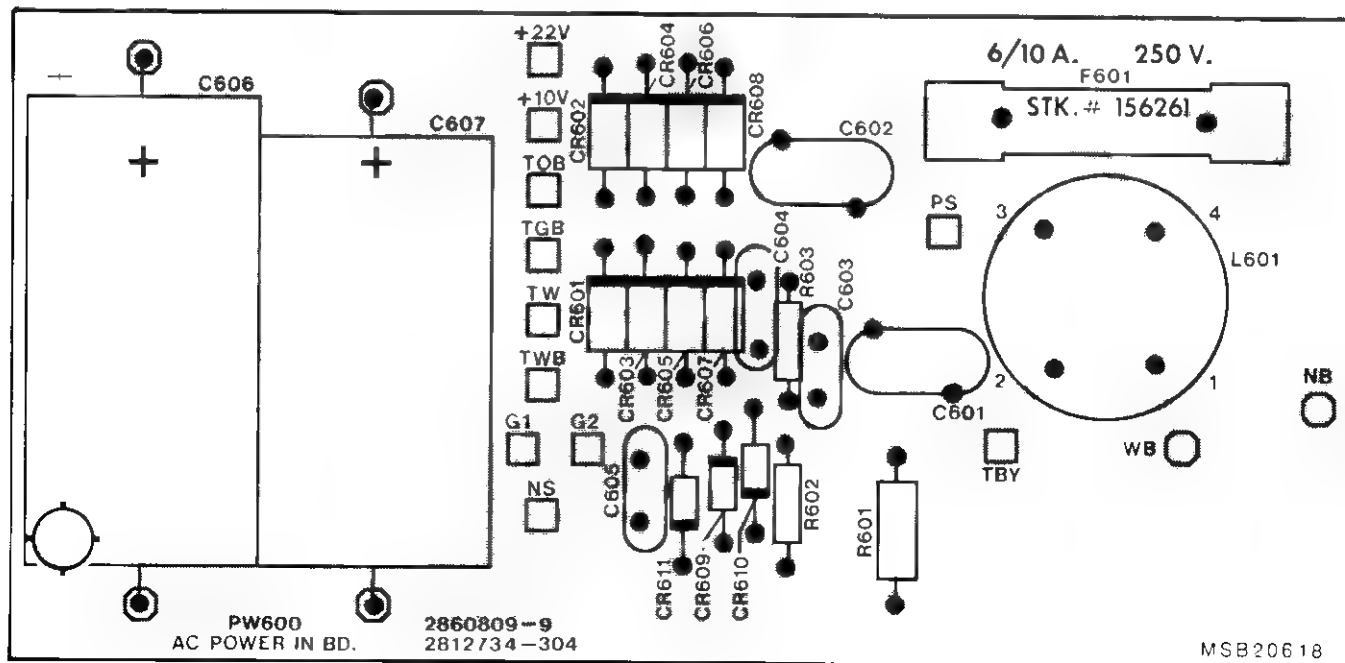 +22V
CR604
CR606
6/10 A. 250 V.
F601
C606
STK. # 156261
+10V
CR602
CR608
C607
C602
+
+
TOB
PS
3
4
TGB
C604
R603
C603
L601
TW
CR601
TWB
CR603
CR605
CR607
2
1
C601
NB
G1
G2
WB
TBY
C605
NS
R602
R601
CR611
CR609
CR610
PW600 2860809-9
AC POWER IN BD. 2812734-304
MSB20618